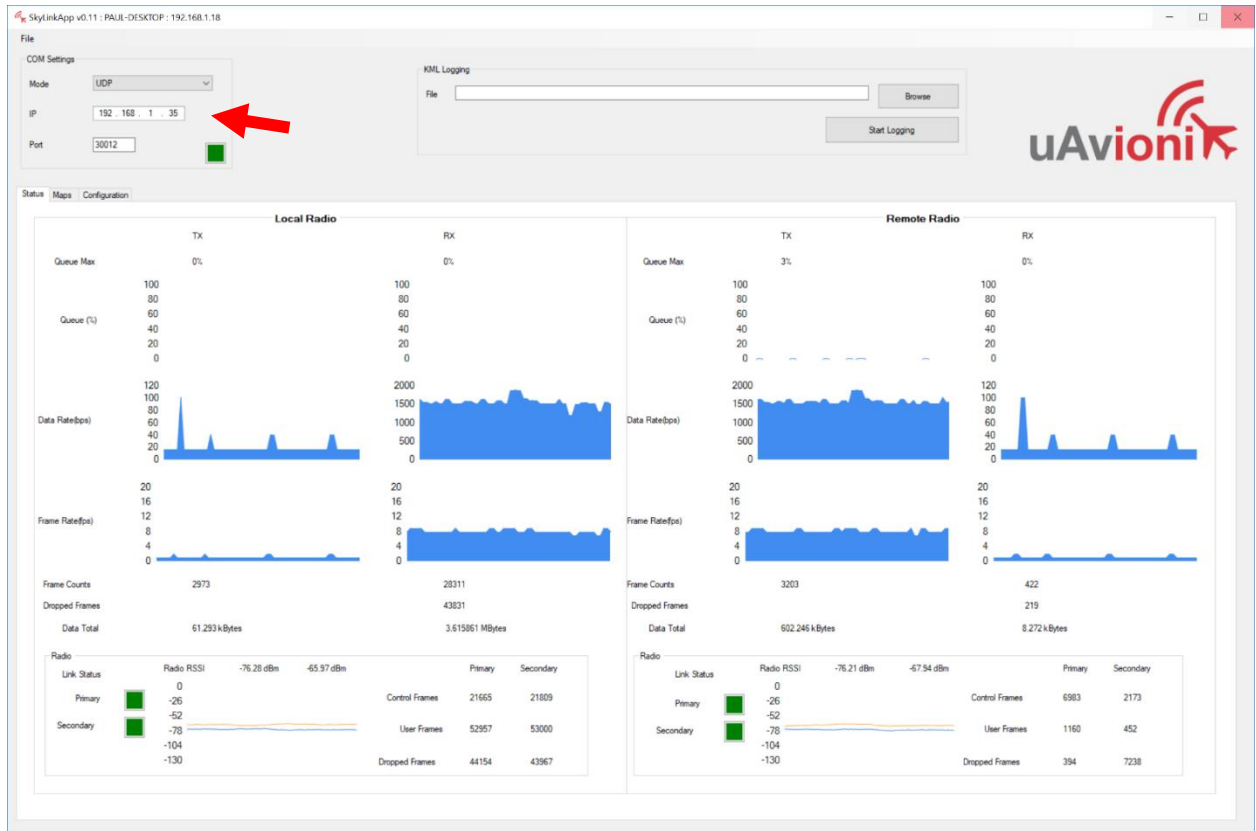 SkyLinkApp v0.11 : PAUL-DESKTOP : 192.168.1.18
File
COM Settings
Mode UDP
IP 192 . 168 . 1 . 35
Port 30012
KML Logging
File Browse
Start Logging
uAvionix
Status Maps Configuration
Local Radio
TX RX
Queue Max 0% 0%
Queue (%)
100 100
80 80
60 60
40 40
20 20
0 0
Data Rate(bps)
120 2000
100 1500
80 1000
60 500
40 0
20
0
Frame Rate(fps)
20 20
16 16
12 12
8 8
4 4
0 0
Frame Counts 2973 28311
Dropped Frames 43831
Data Total 61.293 kBytes 3.615861 MBytes
Radio
Link Status Radio RSSI -76.28 dBm -65.97 dBm Primary Secondary
Primary
Secondary
0
-26
-52
-78
-104
-130
Control Frames 21665 21809
User Frames 52957 53000
Dropped Frames 44154 43967
Remote Radio
TX RX
Queue Max 3% 0%
Queue (%)
100 100
80 80
60 60
40 40
20 20
0 0
Data Rate(bps)
2000 120
1500 100
1000 80
500 60
0 40
20
0
Frame Rate(fps)
20 20
16 16
12 12
8 8
4 4
0 0
Frame Counts 3203 422
Dropped Frames 219
Data Total 602.246 kBytes 8.272 kBytes
Radio
Link Status Radio RSSI -76.21 dBm -67.94 dBm Primary Secondary
Primary
Secondary
0
-26
-52
-78
-104
-130
Control Frames 6983 2173
User Frames 1160 452
Dropped Frames 394 7238